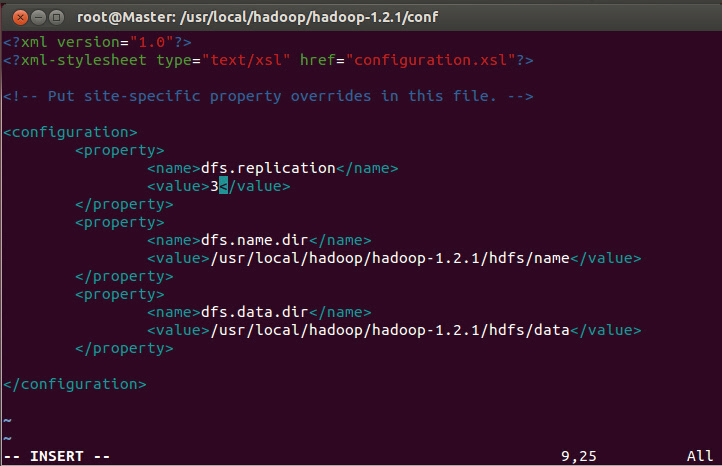 root@Master: /usr/local/hadoop/hadoop-1.2.1/conf
<?xml version="1.0"?>
<?xml-stylesheet type="text/xsl" href="configuration.xsl"?>
<!-- Put site-specific property overrides in this file. -->
<configuration>
        <property>
                <name>dfs.replication</name>
                <value>3</value>
        </property>
        <property>
                <name>dfs.name.dir</name>
                <value>/usr/local/hadoop/hadoop-1.2.1/hdfs/name</value>
        </property>
        <property>
                <name>dfs.data.dir</name>
                <value>/usr/local/hadoop/hadoop-1.2.1/hdfs/data</value>
        </property>
</configuration>
~
~
-- INSERT --                                                  9,25          All